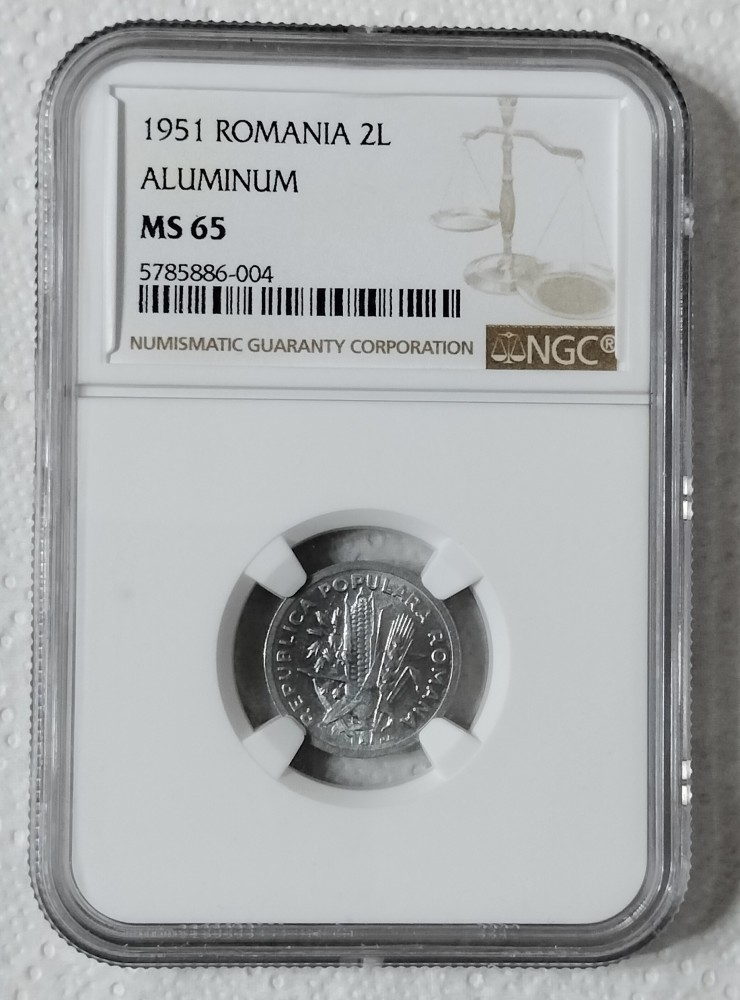 1951 ROMANIA 2L
ALUMINUM
MS 65
5785886-004
NUMISMATIC GUARANTY CORPORATION
NGC®
REPUBLICA POPULARA ROMANA